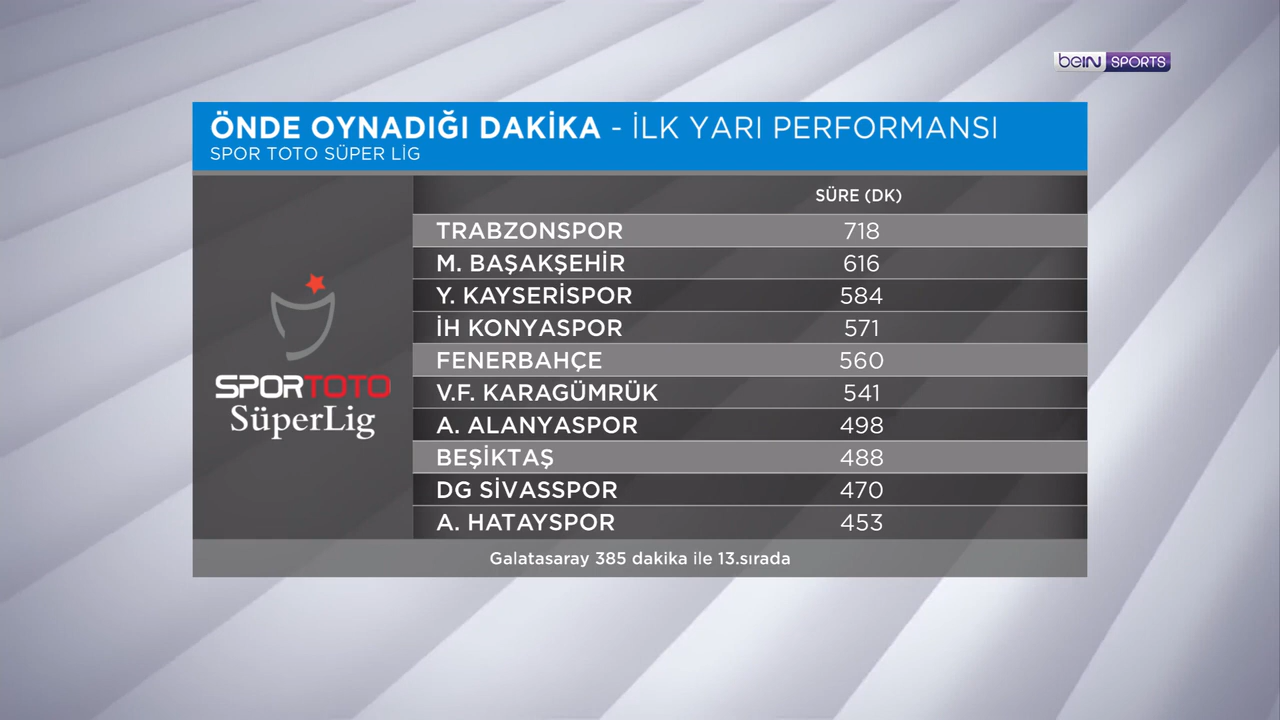 beIN SPORTS
ÖNDE OYNADIĞI DAKİKA - İLK YARI PERFORMANSI
SPOR TOTO SÜPER LİG
SÜRE (DK)
TRABZONSPOR 718
M. BAŞAKŞEHİR 616
Y. KAYSERİSPOR 584
İH KONYASPOR 571
FENERBAHÇE 560
V.F. KARAGÜMRÜK 541
A. ALANYASPOR 498
BEŞİKTAŞ 488
DG SİVASSPOR 470
A. HATAYSPOR 453
SPORTOTO
SüperLig
Galatasaray 385 dakika ile 13.sırada